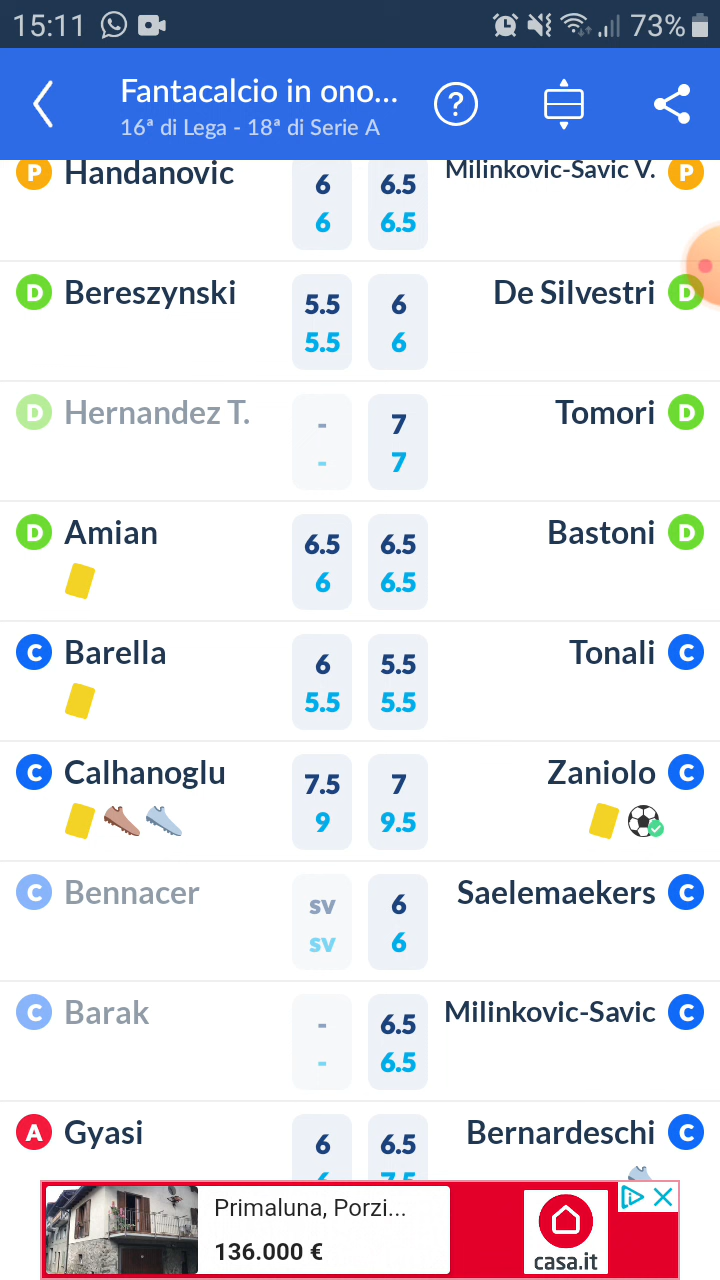 15:11 73%
Fantacalcio in ono...
16ª di Lega - 18ª di Serie A
?
P Handanovic 6 6.5 Milinkovic-Savic V. P
6 6.5
D Bereszynski 5.5 6 De Silvestri D
5.5 6
D Hernandez T. - 7 Tomori D
- 7
D Amian 6.5 6.5 Bastoni D
6 6.5
C Barella 6 5.5 Tonali C
5.5 5.5
C Calhanoglu 7.5 7 Zaniolo C
9 9.5
C Bennacer sv 6 Saelemaekers C
sv 6
C Barak - 6.5 Milinkovic-Savic C
- 6.5
A Gyasi 6 6.5 Bernardeschi C
6 7.5
Primaluna, Porzi...
136.000 €
casa.it